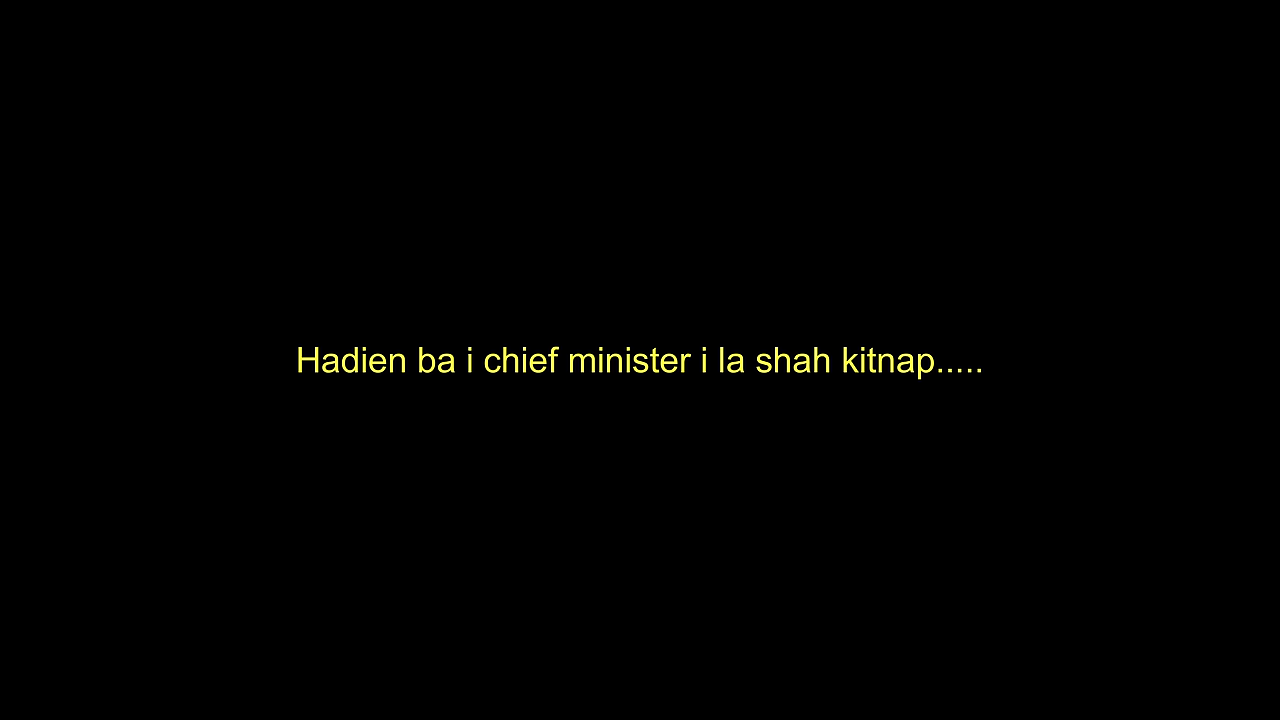 Hadien ba i chief minister i la shah kitnap.....